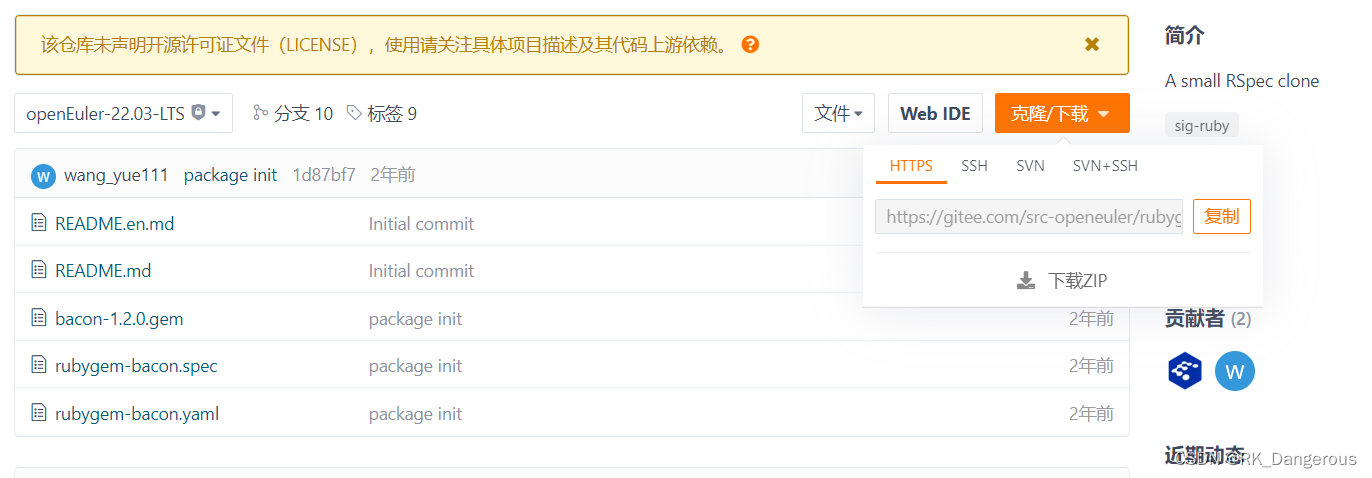 该仓库未声明开源许可证文件（LICENSE），使用请关注具体项目描述及其代码上游依赖。
openEuler-22.03-LTS 分支 10 标签 9 文件 Web IDE 克隆/下载
HTTPS SSH SVN SVN+SSH
https://gitee.com/src-openeuler/rubyg 复制
下载ZIP
W wang_yue111 package init 1d87bf7 2年前
README.en.md Initial commit
README.md Initial commit
bacon-1.2.0.gem package init 2年前
rubygem-bacon.spec package init 2年前
rubygem-bacon.yaml package init 2年前
简介
A small RSpec clone
sig-ruby
贡献者 (2)
W
近期动态
CSDN @RK_Dangerous